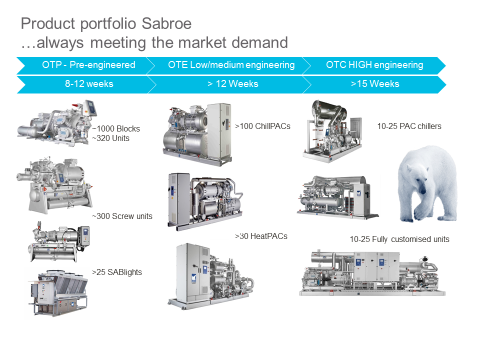 Product portfolio Sabroe
…always meeting the market demand
OTP - Pre-engineered
OTE Low/medium engineering
OTC HIGH engineering
8-12 weeks
> 12 Weeks
>15 Weeks
~1000 Blocks
~320 Units
>100 ChillPACs
10-25 PAC chillers
~300 Screw units
>30 HeatPACs
10-25 Fully customised units
>25 SABlights